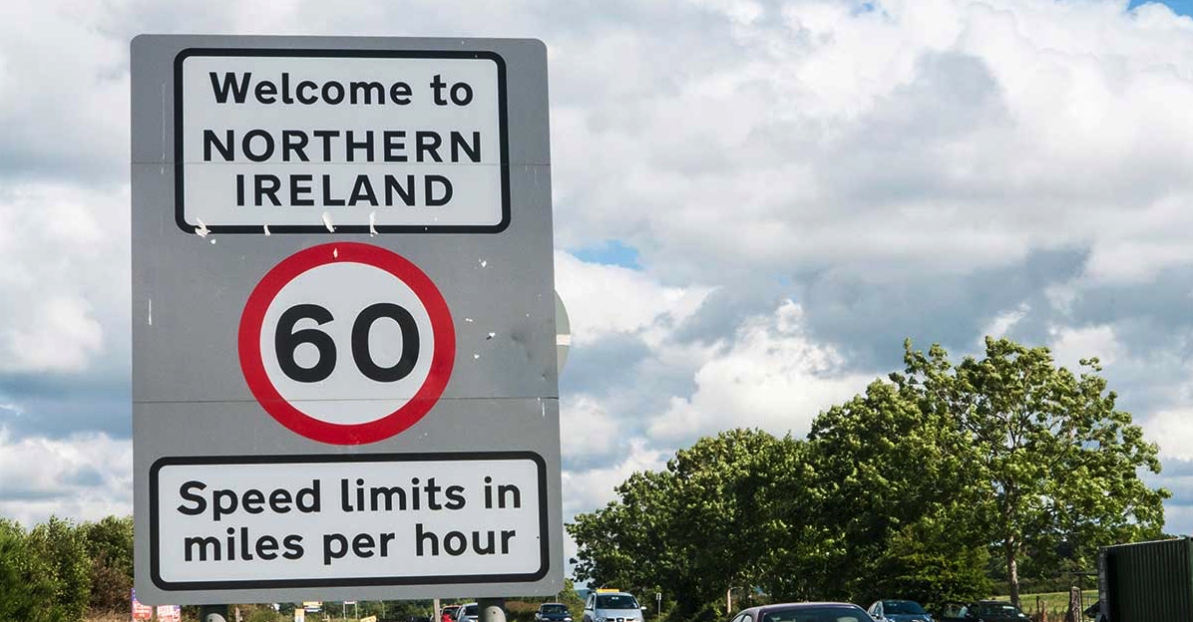 Welcome to
NORTHERN
IRELAND
60
Speed limits in
miles per hour